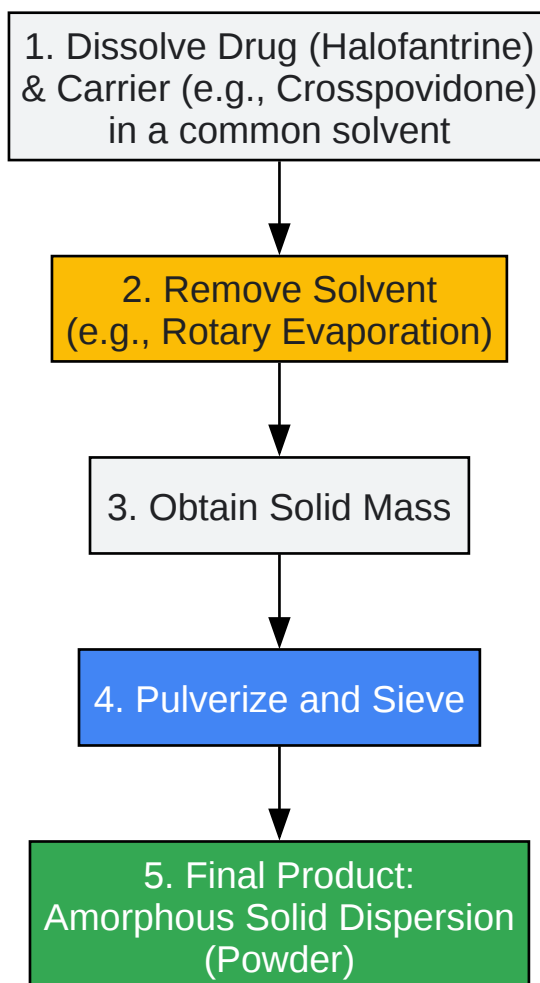 1. Dissolve Drug (Halofantrine)
& Carrier (e.g., Crosspovidone)
in a common solvent
2. Remove Solvent
(e.g., Rotary Evaporation)
3. Obtain Solid Mass
4. Pulverize and Sieve
5. Final Product:
Amorphous Solid Dispersion
(Powder)